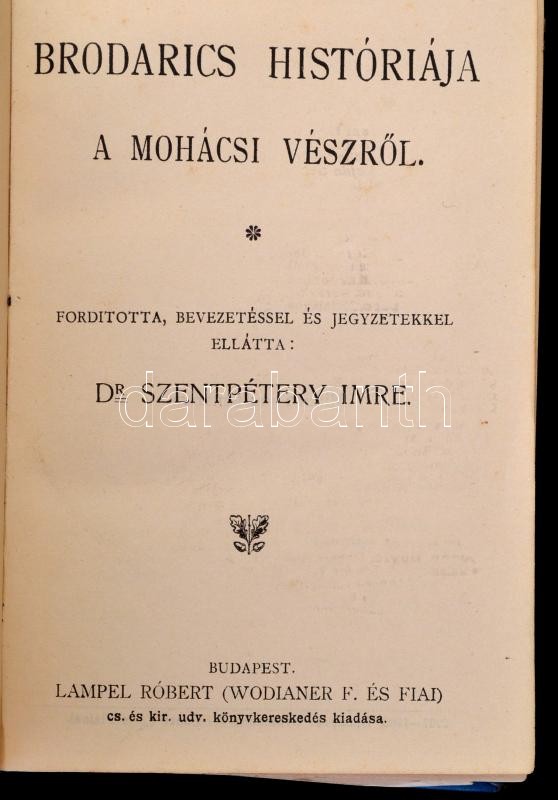 BRODARICS HISTÓRIÁJA
A MOHÁCSI VÉSZRŐL.
FORDITOTTA, BEVEZETÉSSEL ÉS JEGYZETEKKEL
ELLÁTTA:
DR SZENTPÉTERY IMRE.
darabanth
BUDAPEST.
LAMPEL RÓBERT (WODIANER F. ÉS FIAI)
cs. és kir. udv. könyvkereskedés kiadása.